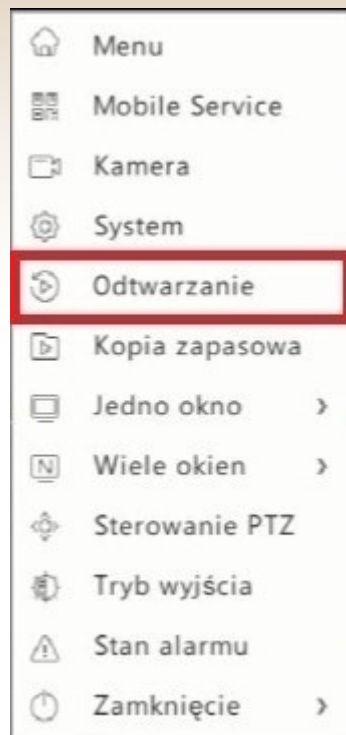 Menu
Mobile Service
Kamera
System
Odtwarzanie
Kopia zapasowa
Jedno okno
Wiele okien
Sterowanie PTZ
Tryb wyjścia
Stan alarmu
Zamknięcie